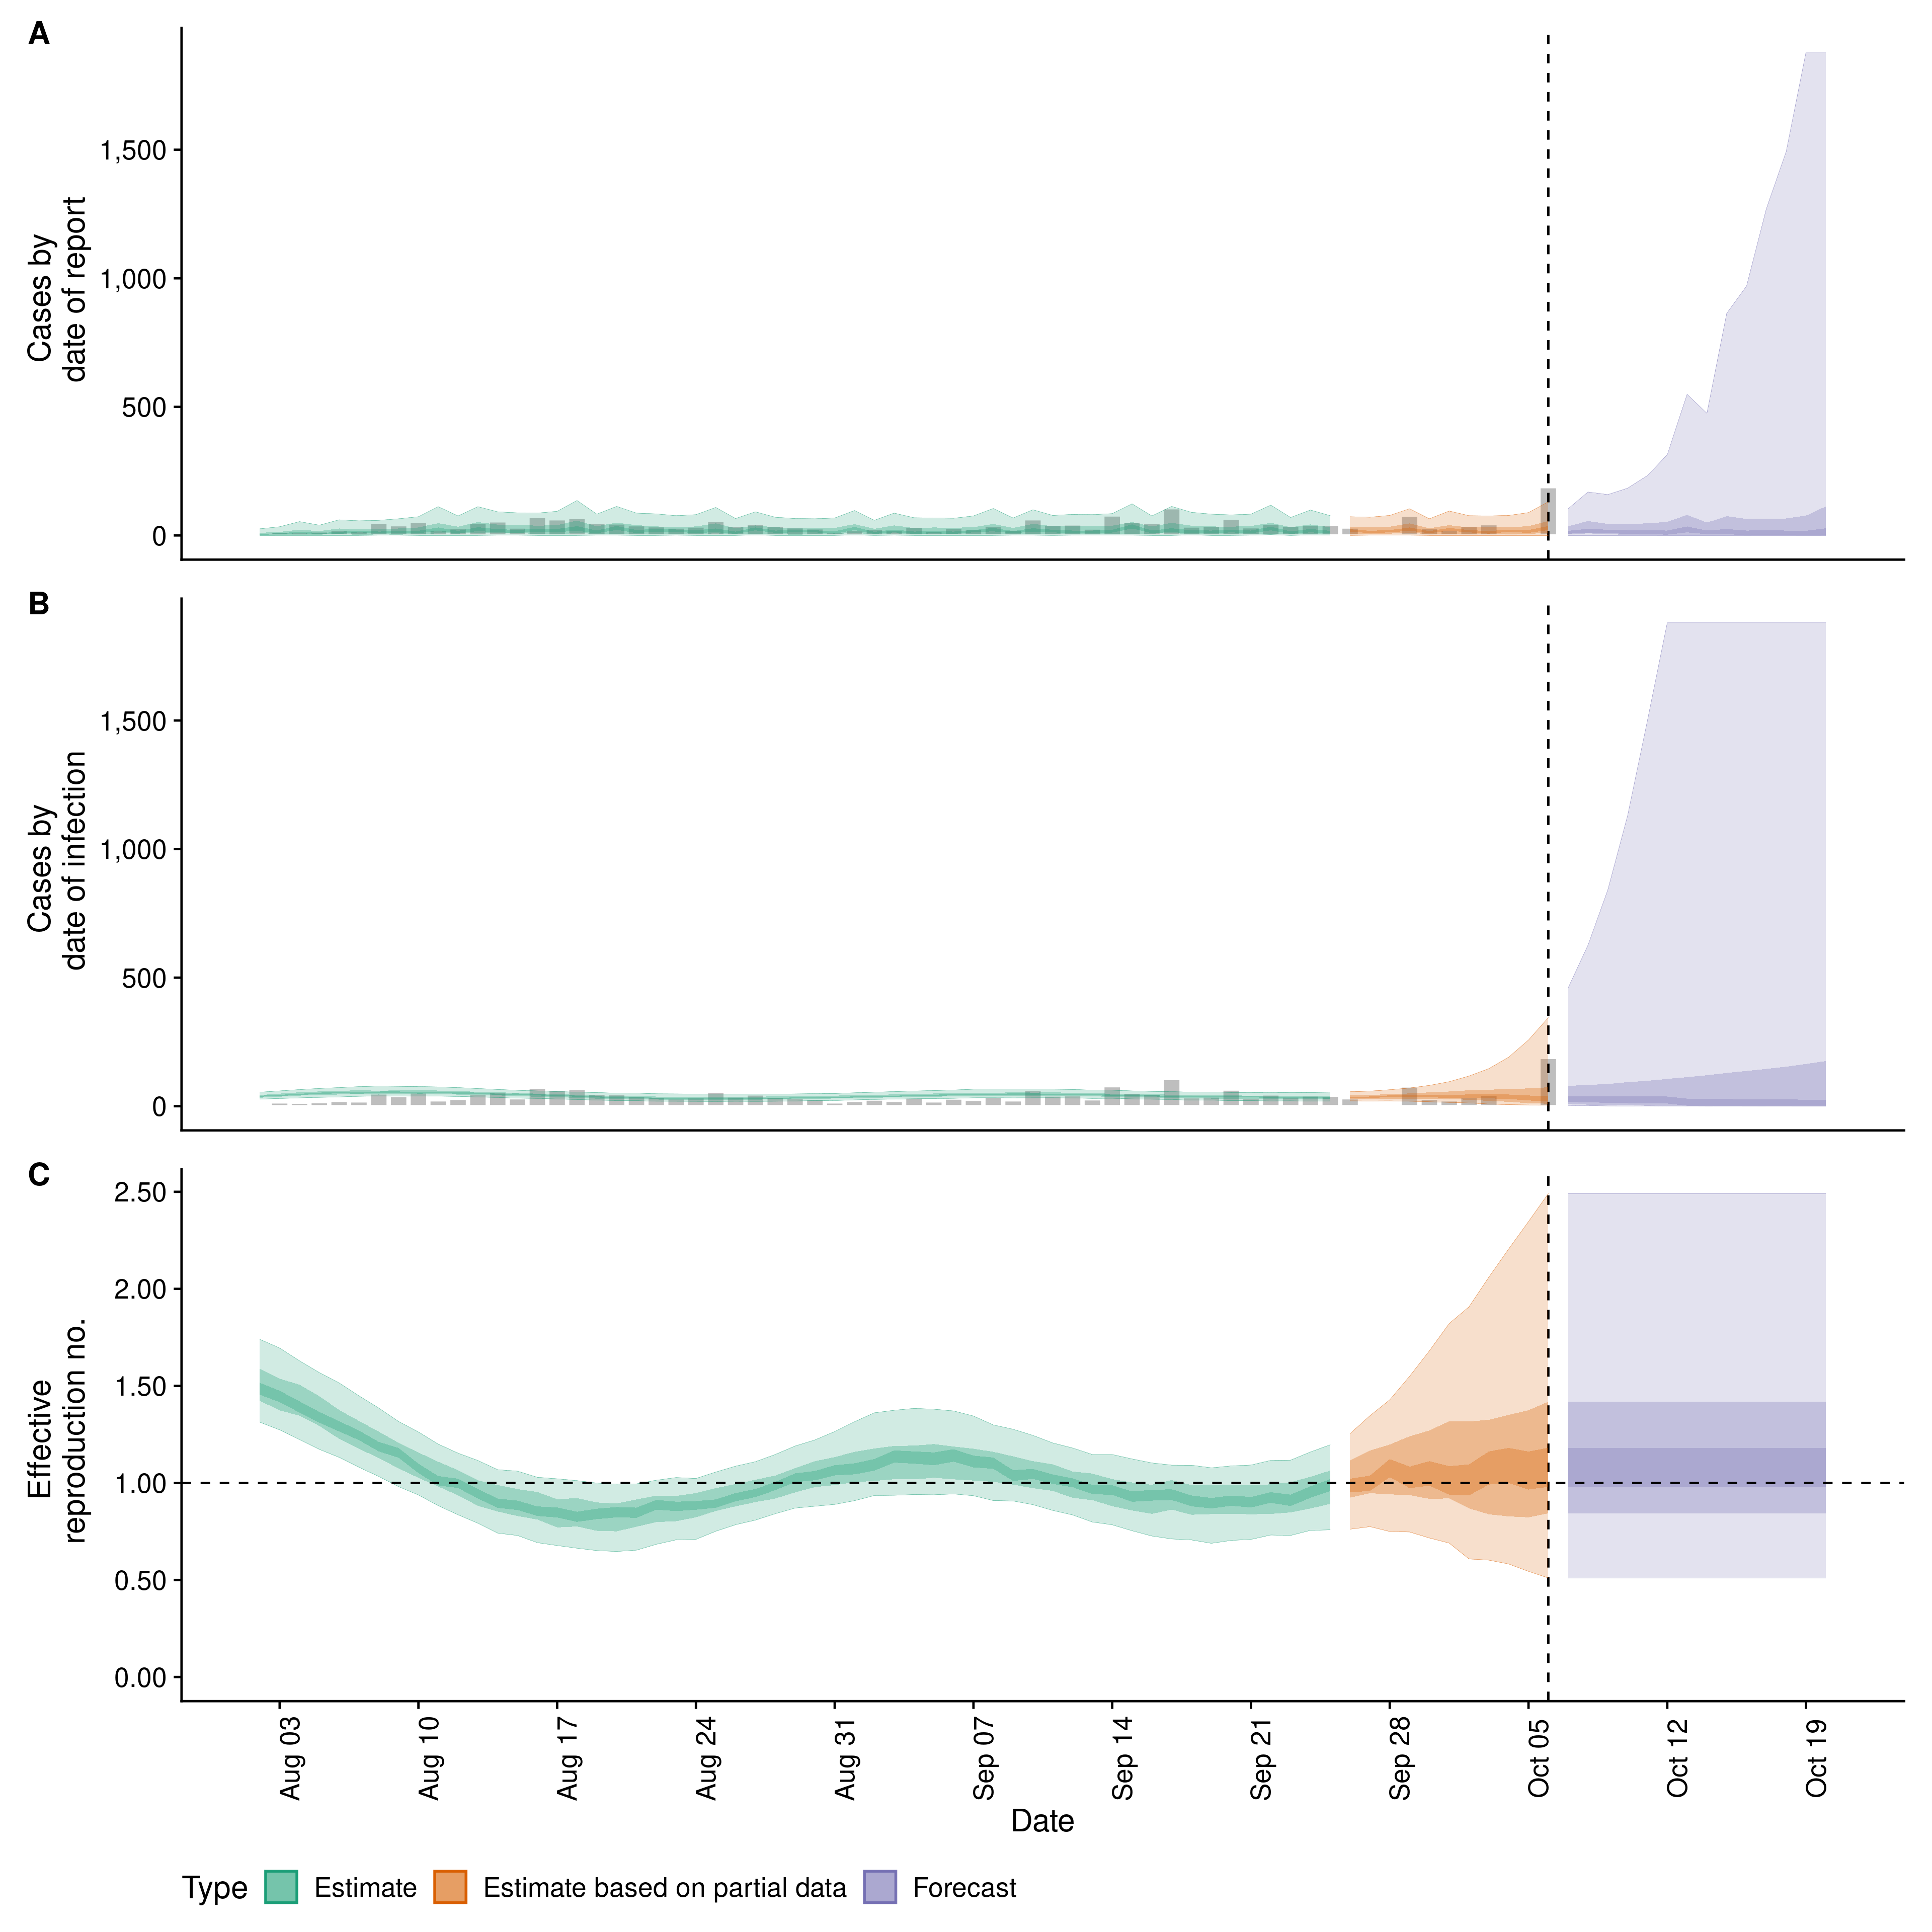 A
Cases by
date of report
1,500
1,000
500
0
B
Cases by
date of infection
1,500
1,000
500
0
C
Effective
reproduction no.
2.50
2.00
1.50
1.00
0.50
0.00
Aug 03
Aug 10
Aug 17
Aug 24
Aug 31
Sep 07
Sep 14
Sep 21
Sep 28
Oct 05
Oct 12
Oct 19
Date
Type Estimate Estimate based on partial data Forecast